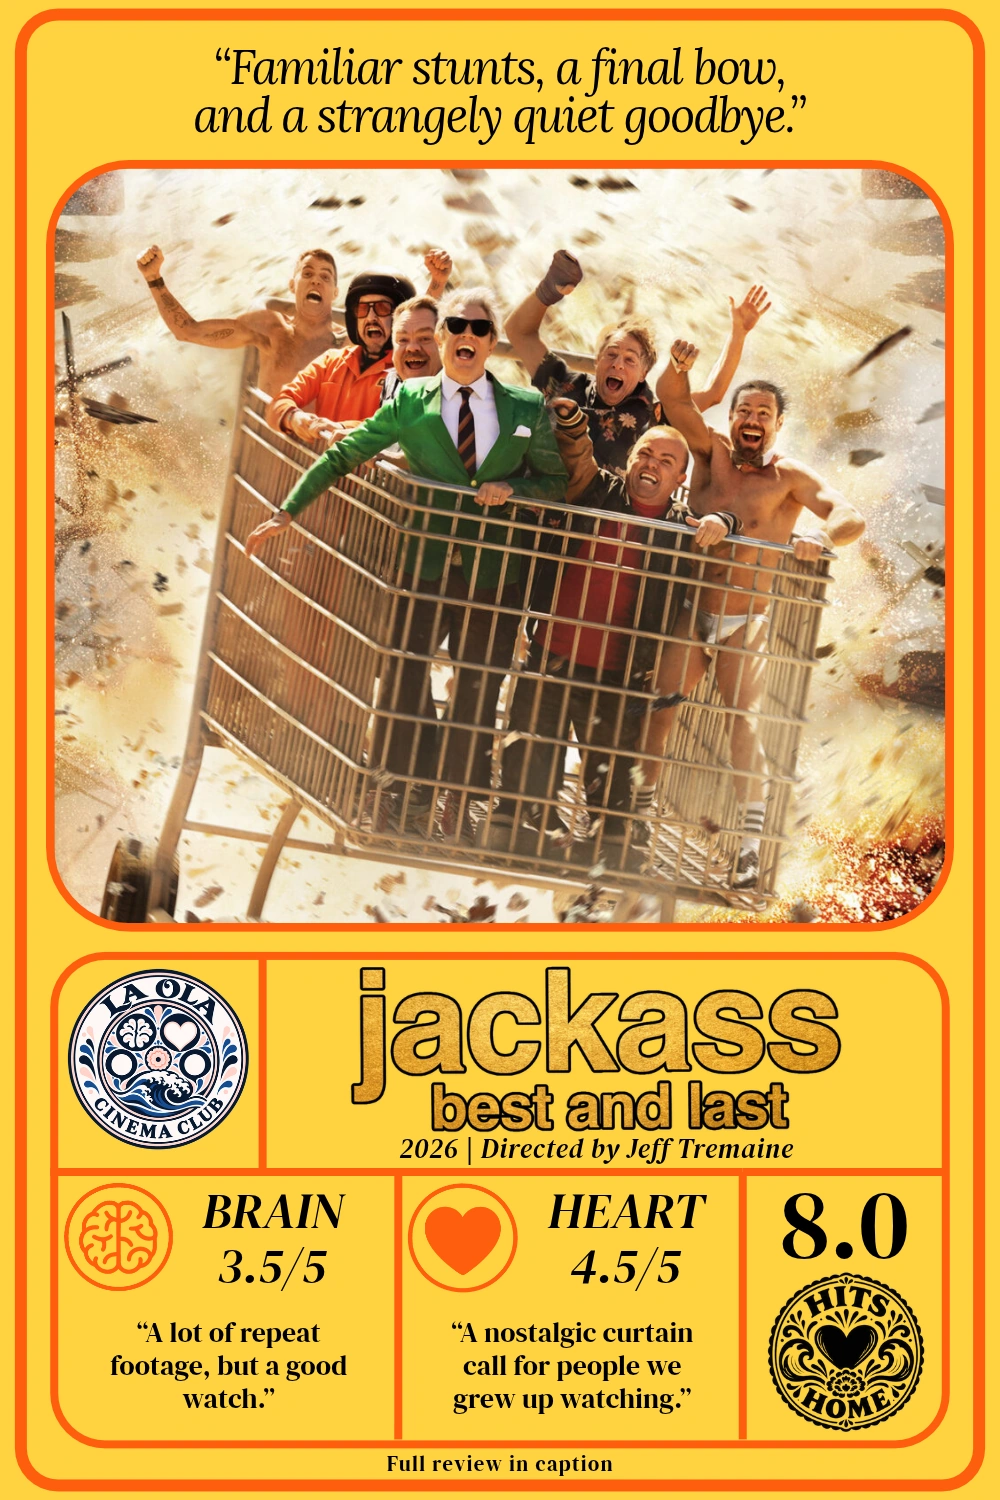 “Familiar stunts, a final bow,
and a strangely quiet goodbye.”
LA OLA
CINEMA CLUB
jackass
best and last
2026 | Directed by Jeff Tremaine
BRAIN
3.5/5
“A lot of repeat
footage, but a good
watch.”
HEART
4.5/5
“A nostalgic curtain
call for people we
grew up watching.”
8.0
HITS
HOME
Full review in caption